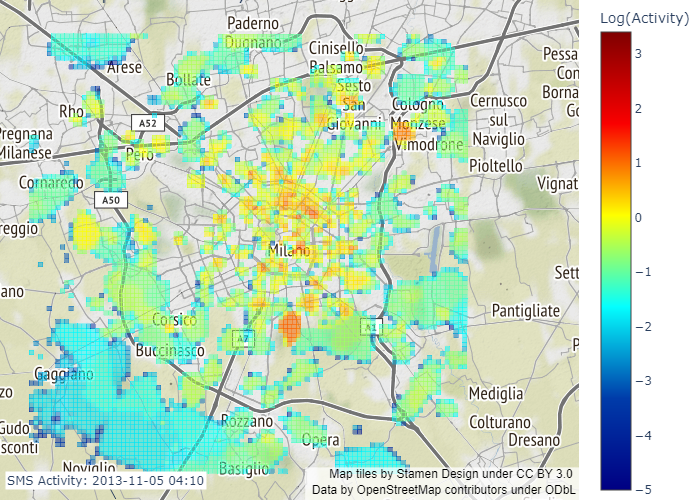 Paderno
Dugnano
Arese
Cinisello
Balsamo
Bollate
Sesto
San
Giovanni
Rho
A52
Cologno
Monzese
Cernusco
sul
Naviglio
Pessa
Con
Borna
Go
Pregnana
Milanese
Pero
Vimodrone
Pioltello
Cornaredo
A50
Vignat
reggio
Milano
Sett
ano
Corsico
A7
A1
Pantigliate
P
Buccinasco
Gaggiano
zo
Mediglia
Gudo
sconti
Rozzano
Opera
Colturano
Dresano
Noviglio
Basiglio
SMS Activity: 2013-11-05 04:10
Map tiles by Stamen Design under CC BY 3.0
Data by OpenStreetMap contributors under ODbL
Log(Activity)
3
2
1
0
−1
−2
−3
−4
−5